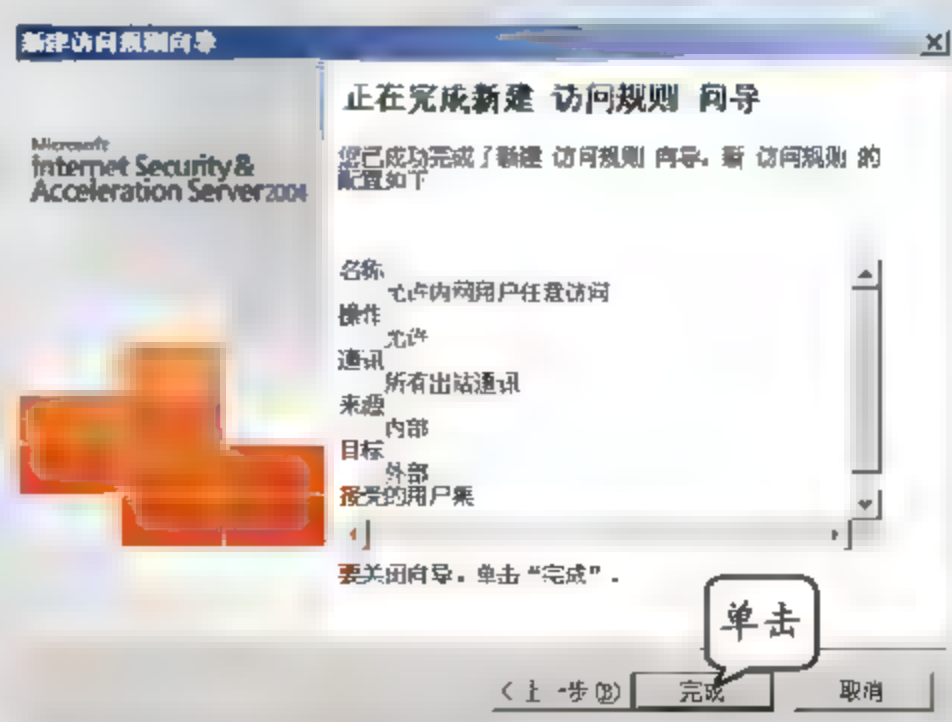 新建访问规则向导
Microsoft
Internet Security &
Acceleration Server 2004
正在完成新建 访问规则 向导
您已成功完成了新建 访问规则 向导。新 访问规则 的
配置如下
名称
允许内网用户任意访问
操作
允许
通讯
所有出站通讯
来源
内部
目标
外部
接受的用户集
要关闭向导,单击“完成”.
单击
< 上一步(B)
完成
取消